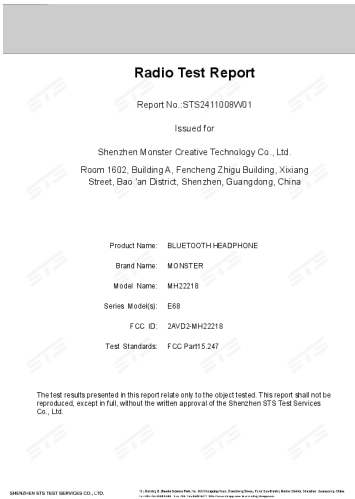 Radio Test Report
Report No.:STS2411008W01
Issued for
Shenzhen Monster Creative Technology Co., Ltd.
Room 1602, Building A, Fencheng Zhigu Building, Xixiang
Street, Bao 'an District, Shenzhen, Guangdong, China
Product Name: BLUETOOTH HEADPHONE
Brand Name: MONSTER
Model Name: MH22218
Series Model(s): E68
FCC ID: 2AVD2-MH22218
Test Standards: FCC Part15.247
The test results presented in this report relate only to the object tested. This report shall not be
reproduced, except in full, without the written approval of the Shenzhen STS Test Services
Co., Ltd.
SHENZHEN STS TEST SERVICES CO., LTD.
STS